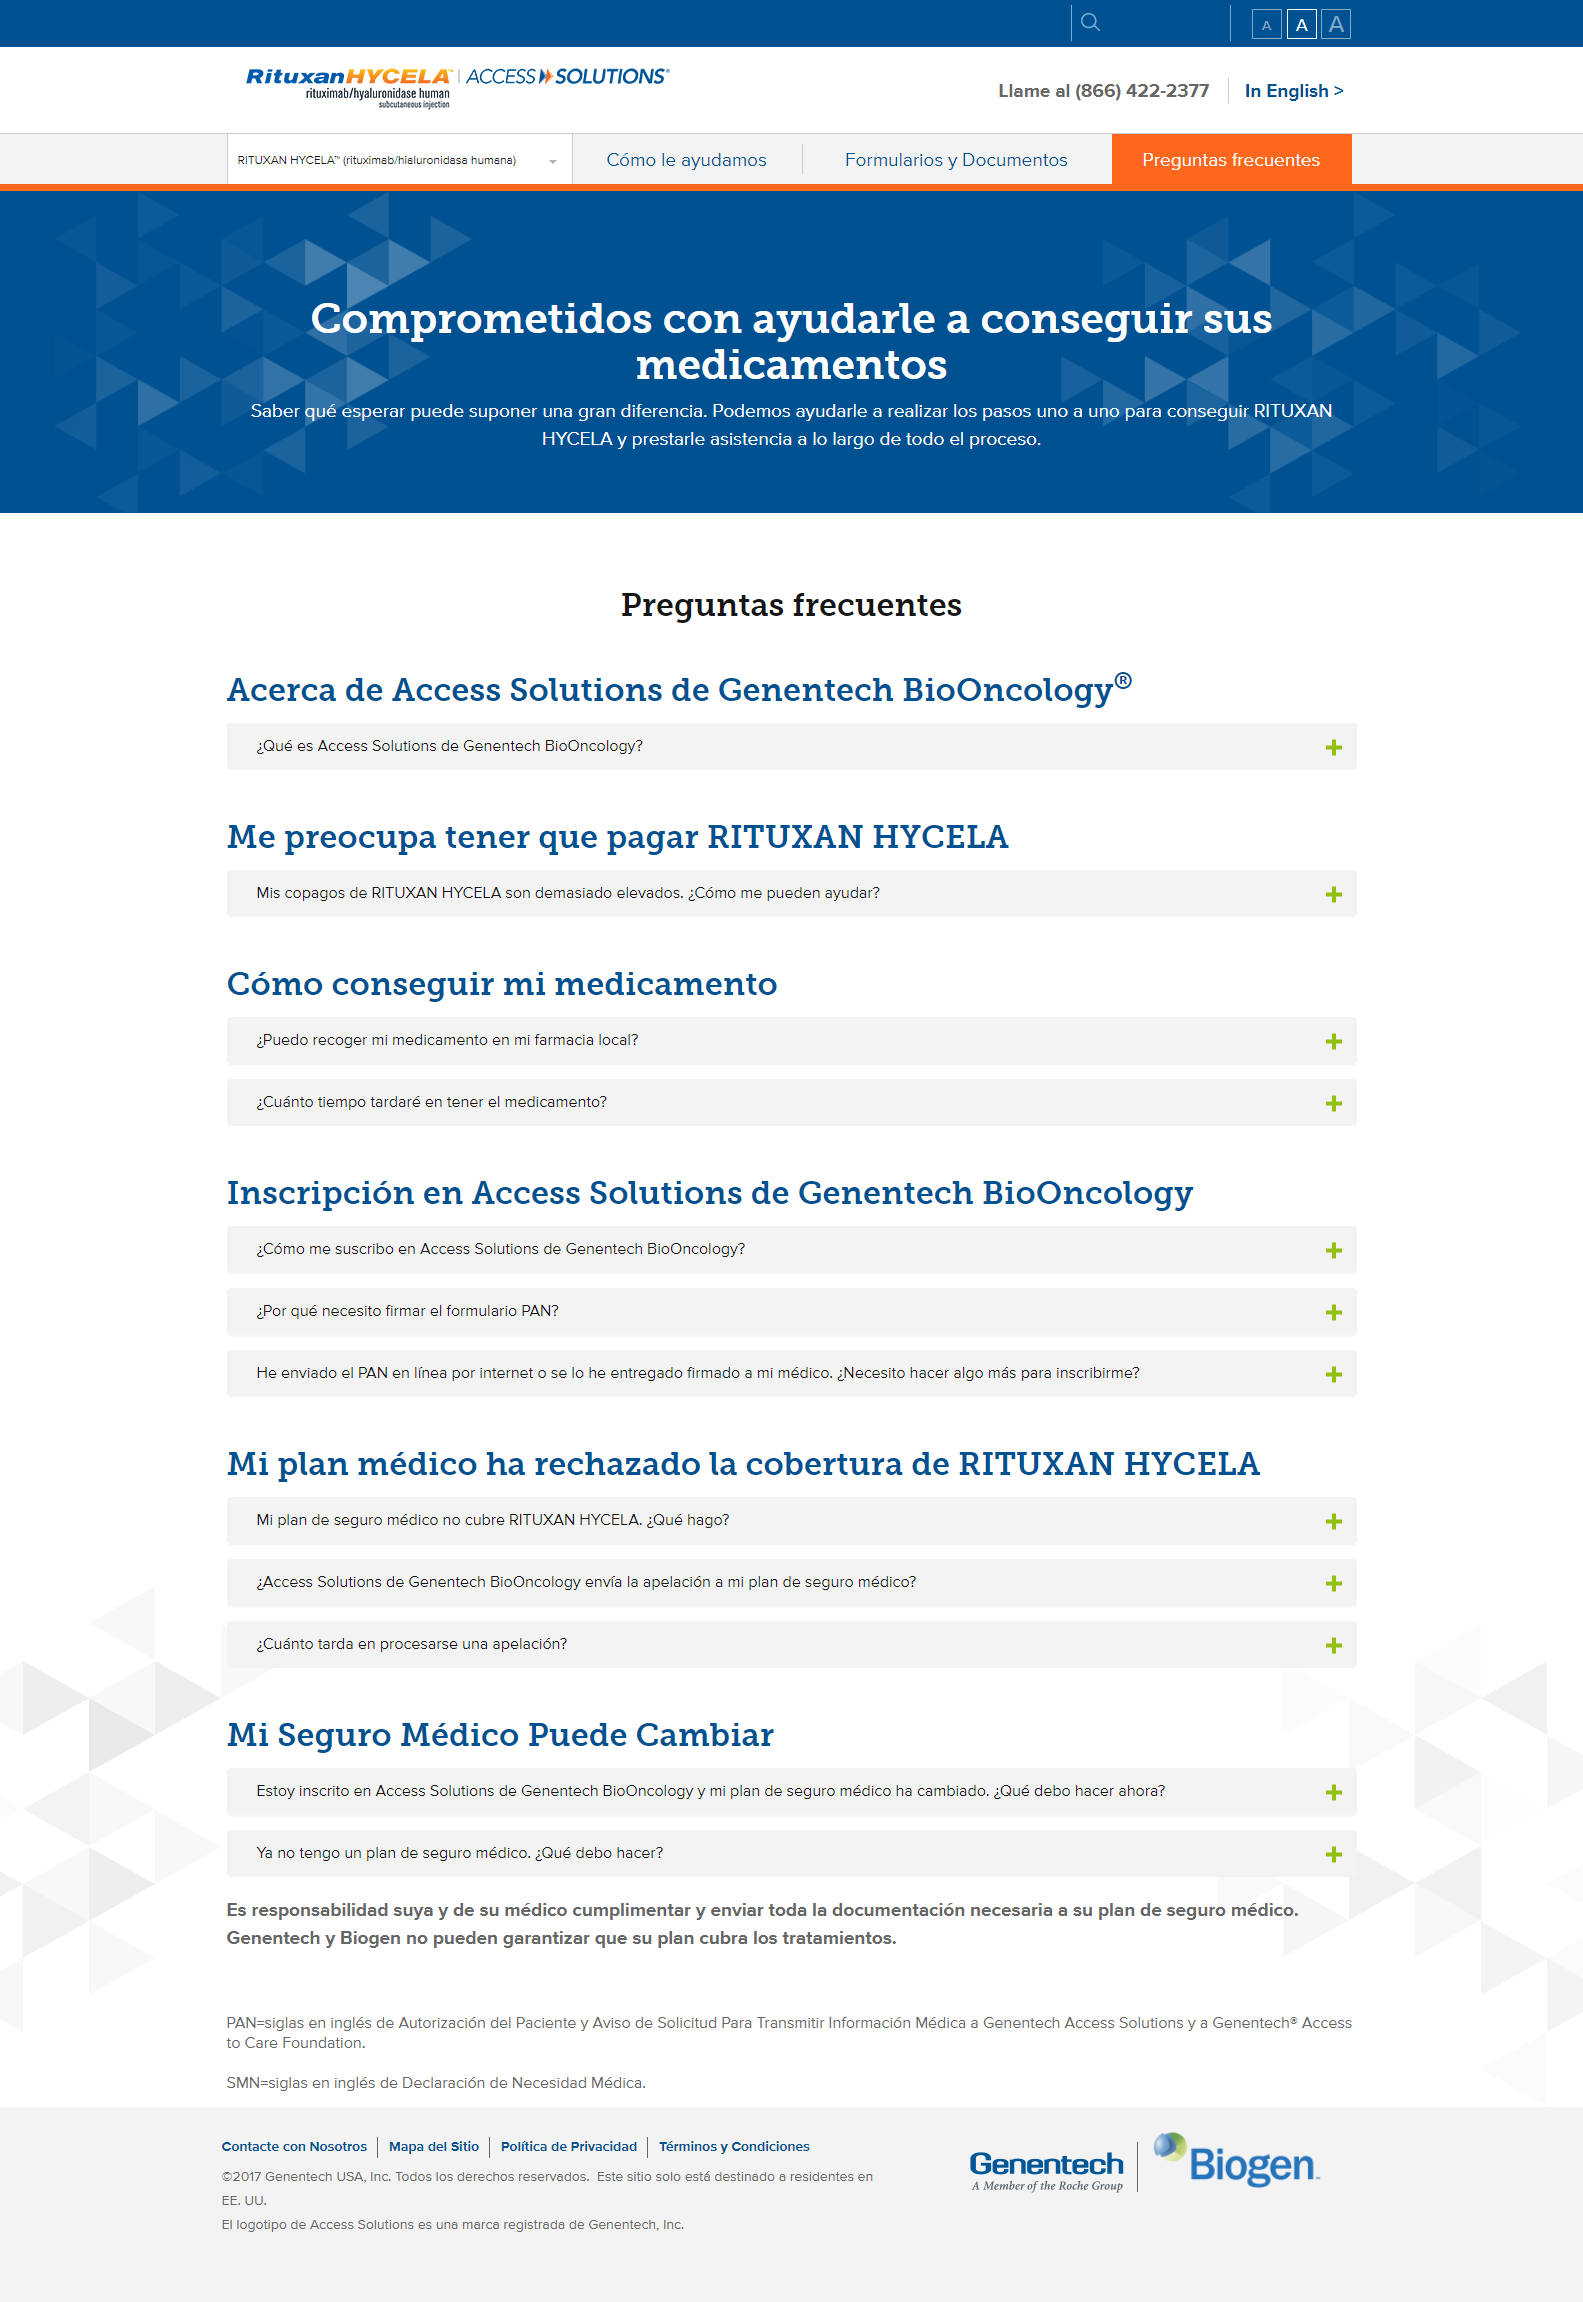 A A A
RituxanHYCELA™ | ACCESS SOLUTIONS®
rituximab/hyaluronidase human
subcutaneous injection
Llame al (866) 422-2377
In English >
RITUXAN HYCELA™ (rituximab/hialuronidasa humana)
Cómo le ayudamos
Formularios y Documentos
Preguntas frecuentes
Comprometidos con ayudarle a conseguir sus
medicamentos
Saber qué esperar puede suponer una gran diferencia. Podemos ayudarle a realizar los pasos uno a uno para conseguir RITUXAN
HYCELA y prestarle asistencia a lo largo de todo el proceso.
Preguntas frecuentes
Acerca de Access Solutions de Genentech BioOncology®
¿Qué es Access Solutions de Genentech BioOncology?
Me preocupa tener que pagar RITUXAN HYCELA
Mis copagos de RITUXAN HYCELA son demasiado elevados. ¿Cómo me pueden ayudar?
Cómo conseguir mi medicamento
¿Puedo recoger mi medicamento en mi farmacia local?
¿Cuánto tiempo tardaré en tener el medicamento?
Inscripción en Access Solutions de Genentech BioOncology
¿Cómo me suscribo en Access Solutions de Genentech BioOncology?
¿Por qué necesito firmar el formulario PAN?
He enviado el PAN en línea por internet o se lo he entregado firmado a mi médico. ¿Necesito hacer algo más para inscribirme?
Mi plan médico ha rechazado la cobertura de RITUXAN HYCELA
Mi plan de seguro médico no cubre RITUXAN HYCELA. ¿Qué hago?
¿Access Solutions de Genentech BioOncology envía la apelación a mi plan de seguro médico?
¿Cuánto tarda en procesarse una apelación?
Mi Seguro Médico Puede Cambiar
Estoy inscrito en Access Solutions de Genentech BioOncology y mi plan de seguro médico ha cambiado. ¿Qué debo hacer ahora?
Ya no tengo un plan de seguro médico. ¿Qué debo hacer?
Es responsabilidad suya y de su médico cumplimentar y enviar toda la documentación necesaria a su plan de seguro médico.
Genentech y Biogen no pueden garantizar que su plan cubra los tratamientos.
PAN=siglas en inglés de Autorización del Paciente y Aviso de Solicitud Para Transmitir Información Médica a Genentech Access Solutions y a Genentech® Access
to Care Foundation.
SMN=siglas en inglés de Declaración de Necesidad Médica.
Contacte con Nosotros | Mapa del Sitio | Política de Privacidad | Términos y Condiciones
©2017 Genentech USA, Inc. Todos los derechos reservados. Este sitio solo está destinado a residentes en
EE. UU.
El logotipo de Access Solutions es una marca registrada de Genentech, Inc.
Genentech
A Member of the Roche Group
Biogen™